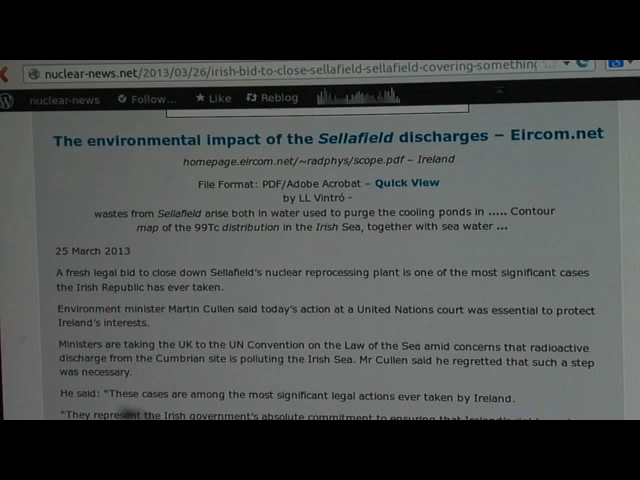 nuclear-news.net/2013/03/26/irish-bid-to-close-sellafield-sellafield-covering-something
nuclear-news Follow... Like Reblog
The environmental impact of the Sellafield discharges – Eircom.net
homepage.eircom.net/~radphys/scope.pdf – Ireland
File Format: PDF/Adobe Acrobat – Quick View
by LL Vintró -
wastes from Sellafield arise both in water used to purge the cooling ponds in ..... Contour
map of the 99Tc distribution in the Irish Sea, together with sea water ...
25 March 2013
A fresh legal bid to close down Sellafield's nuclear reprocessing plant is one of the most significant cases
the Irish Republic has ever taken.
Environment minister Martin Cullen said today's action at a United Nations court was essential to protect
Ireland's interests.
Ministers are taking the UK to the UN Convention on the Law of the Sea amid concerns that radioactive
discharge from the Cumbrian site is polluting the Irish Sea. Mr Cullen said he regretted that such a step
was necessary.
He said: "These cases are among the most significant legal actions ever taken by Ireland.
"They represent the Irish government's absolute commitment to ensuring that Ireland's